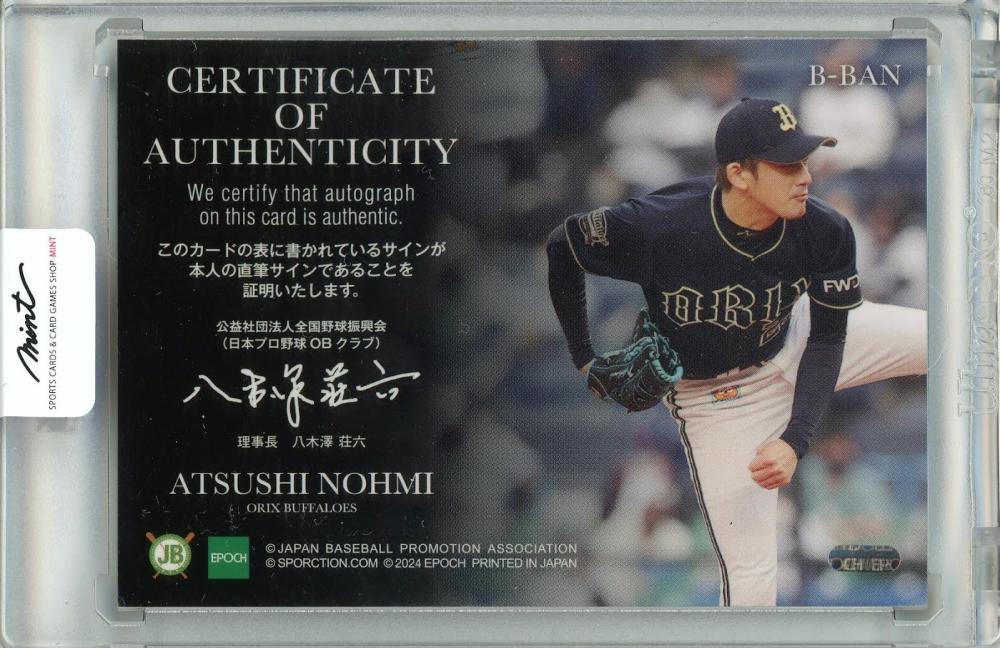 CERTIFICATE
OF
AUTHENTICITY
We certify that autograph
on this card is authentic.
このカードの表に書かれているサインが
本人の直筆サインであることを
証明いたします。
公益社団法人全国野球振興会
（日本プロ野球 OB クラブ）
八木澤荘六
理事長 八木澤 荘六
ATSUSHI NOHMI
ORIX BUFFALOES
JB
EPOCH
©JAPAN BASEBALL PROMOTION ASSOCIATION
© SPORCTION.COM © 2024 EPOCH PRINTED IN JAPAN
B-BAN
B
FWD
mint
SPORTS CARDS & CARD GAMES SHOP MINT